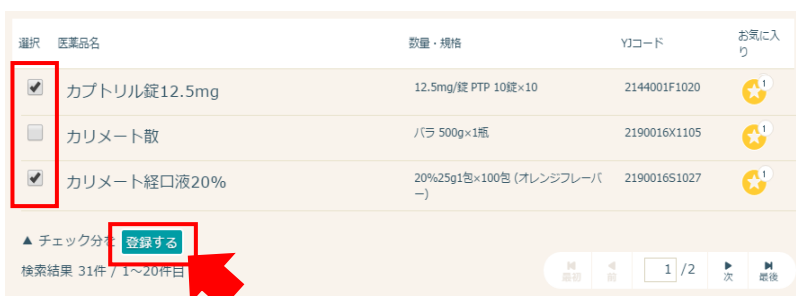 選択 医薬品名 数量・規格 YJコード お気に入
り
カプトリル錠12.5mg 12.5mg/錠 PTP 10錠×10 2144001F1020 1
カリメート散 バラ 500g×1瓶 2190016X1105 1
カリメート経口液20% 20%25g1包×100包 (オレンジフレーバ
ー) 2190016S1027 1
▲ チェック分を 登録する
検索結果 31件 / 1～20件目
最初 前 1 /2 次 最後